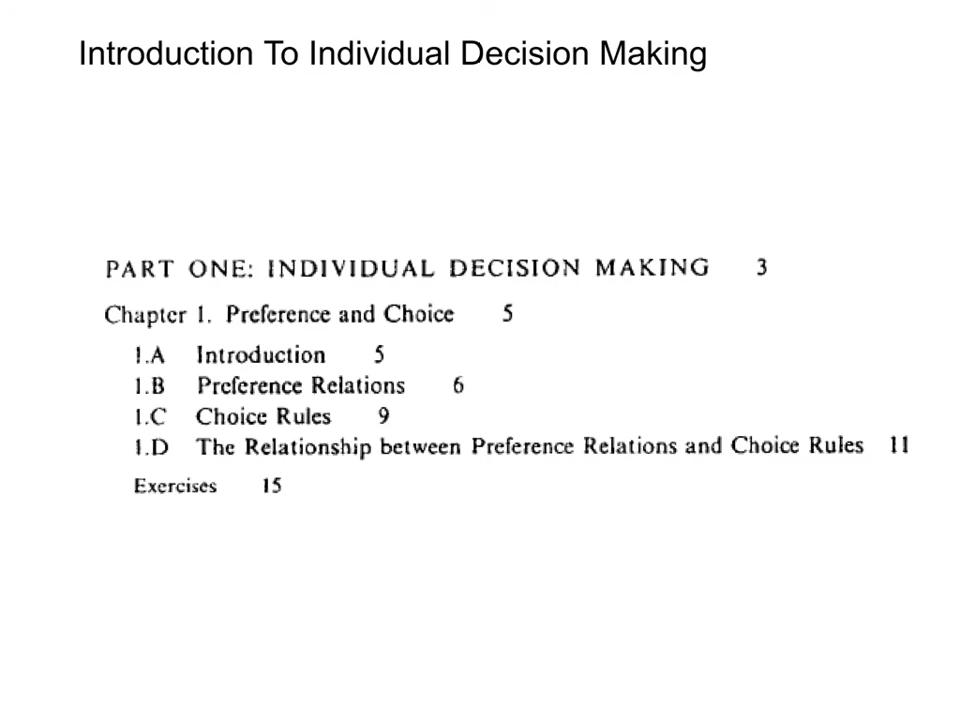 Introduction To Individual Decision Making
PART ONE: INDIVIDUAL DECISION MAKING 3
Chapter 1. Preference and Choice 5
1.A Introduction 5
1.B Preference Relations 6
1.C Choice Rules 9
1.D The Relationship between Preference Relations and Choice Rules 11
Exercises 15